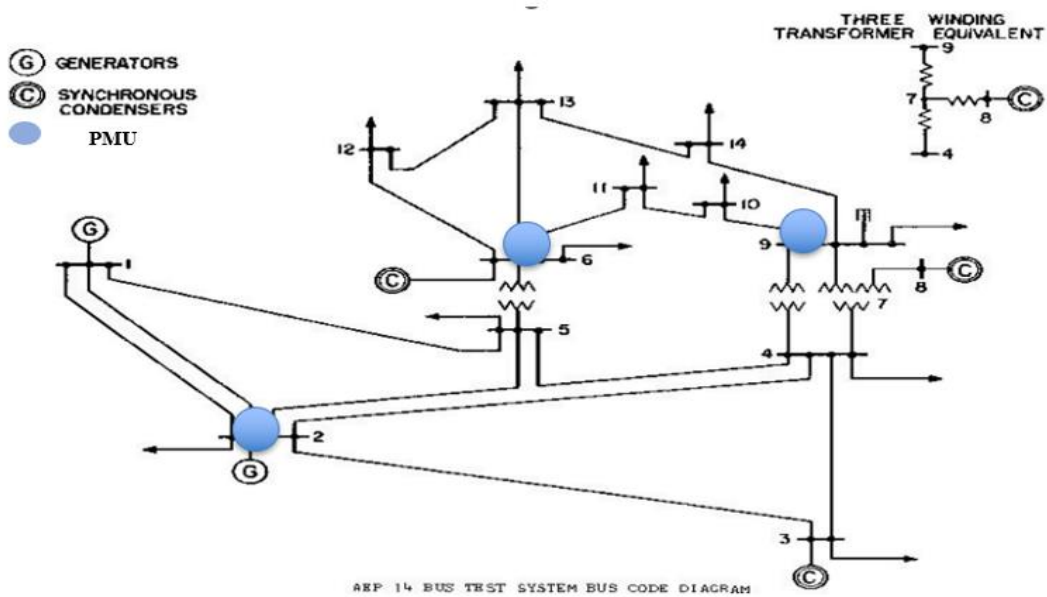 THREE WINDING
TRANSFORMER EQUIVALENT
9
7
C
8
4
G GENERATORS
C SYNCHRONOUS
CONDENSERS
PMU
13
12
14
11
10
G
1
9
6
C
C
8
7
5
4
2
G
3
C
AEP 14 BUS TEST SYSTEM BUS CODE DIAGRAM